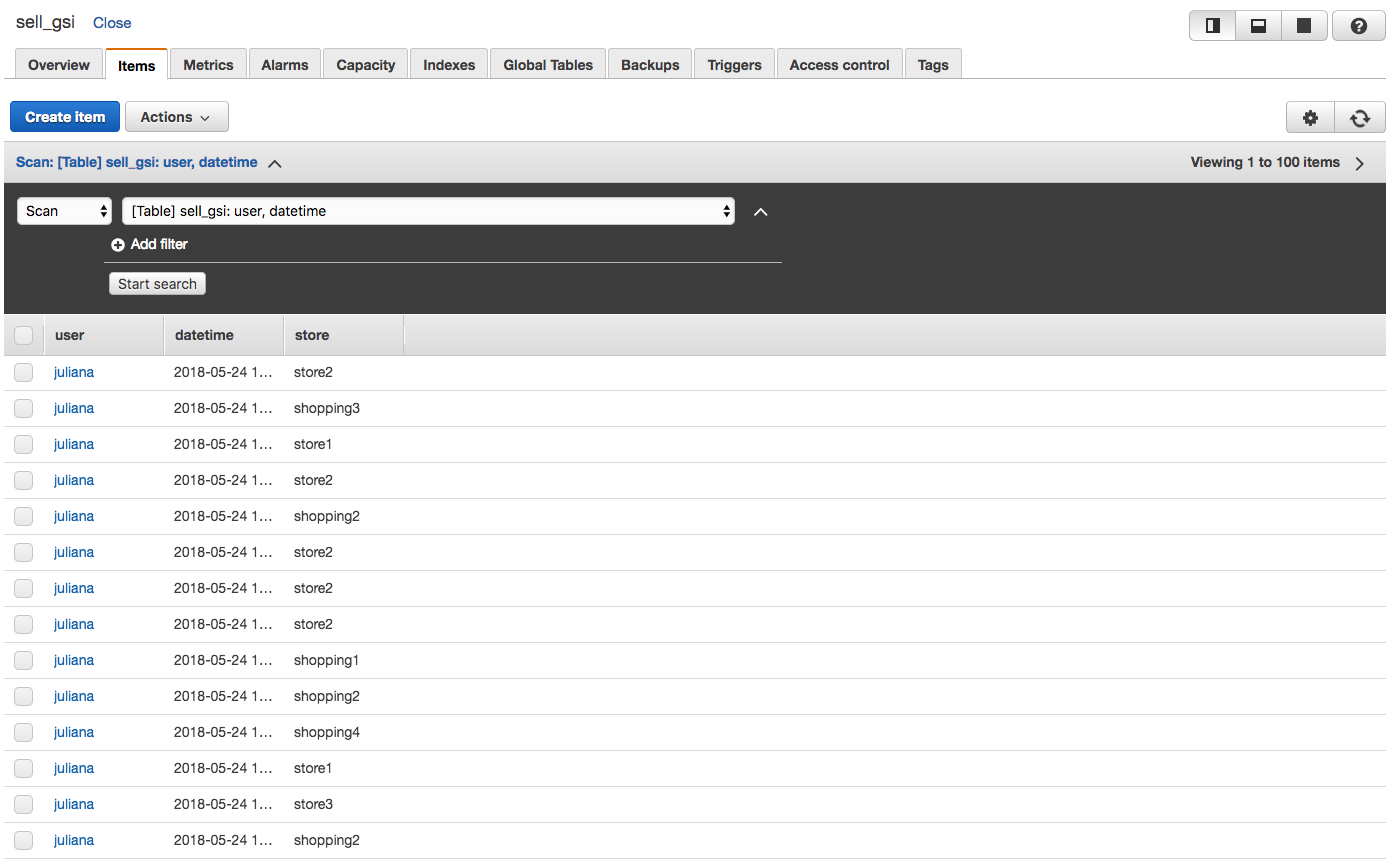 sell_gsi Close
Overview Items Metrics Alarms Capacity Indexes Global Tables Backups Triggers Access control Tags
Create item Actions
Scan: [Table] sell_gsi: user, datetime Viewing 1 to 100 items
Scan [Table] sell_gsi: user, datetime
Add filter
Start search
user datetime store
juliana 2018-05-24 1… store2
juliana 2018-05-24 1… shopping3
juliana 2018-05-24 1… store1
juliana 2018-05-24 1… store2
juliana 2018-05-24 1… shopping2
juliana 2018-05-24 1… store2
juliana 2018-05-24 1… store2
juliana 2018-05-24 1… store2
juliana 2018-05-24 1… shopping1
juliana 2018-05-24 1… shopping2
juliana 2018-05-24 1… shopping4
juliana 2018-05-24 1… store1
juliana 2018-05-24 1… store3
juliana 2018-05-24 1… shopping2